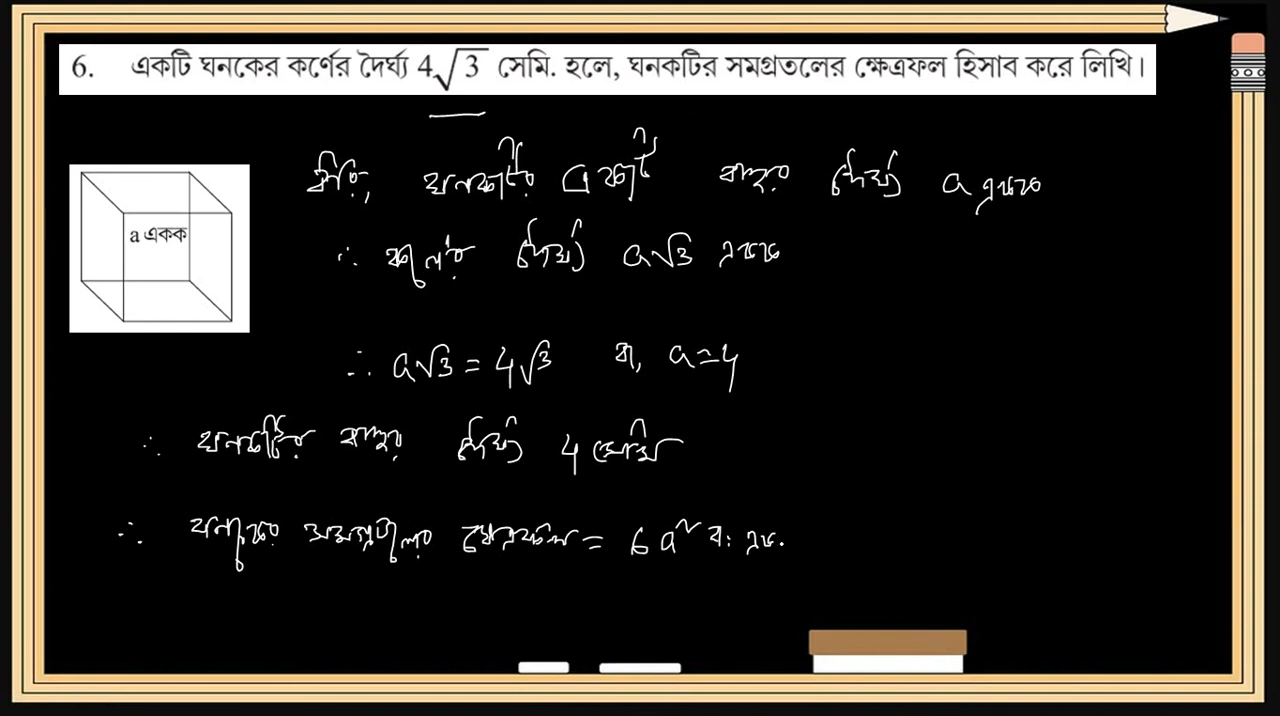 6. একটি ঘনকের কর্ণের দৈর্ঘ্য 4√3 সেমি. হলে, ঘনকটির সমগ্রতলের ক্ষেত্রফল হিসাব করে লিখি।
a একক
ধরি, ঘনকটির একটি বাহুর দৈর্ঘ্য a একক
∴ কর্ণের দৈর্ঘ্য a√3 একক
∴ a√3 = 4√3 বা, a = 4
∴ ঘনকটির বাহুর দৈর্ঘ্য 4 সেমি
∴ ঘনকের সমগ্রতলের ক্ষেত্রফল = 6a² ব: একক.